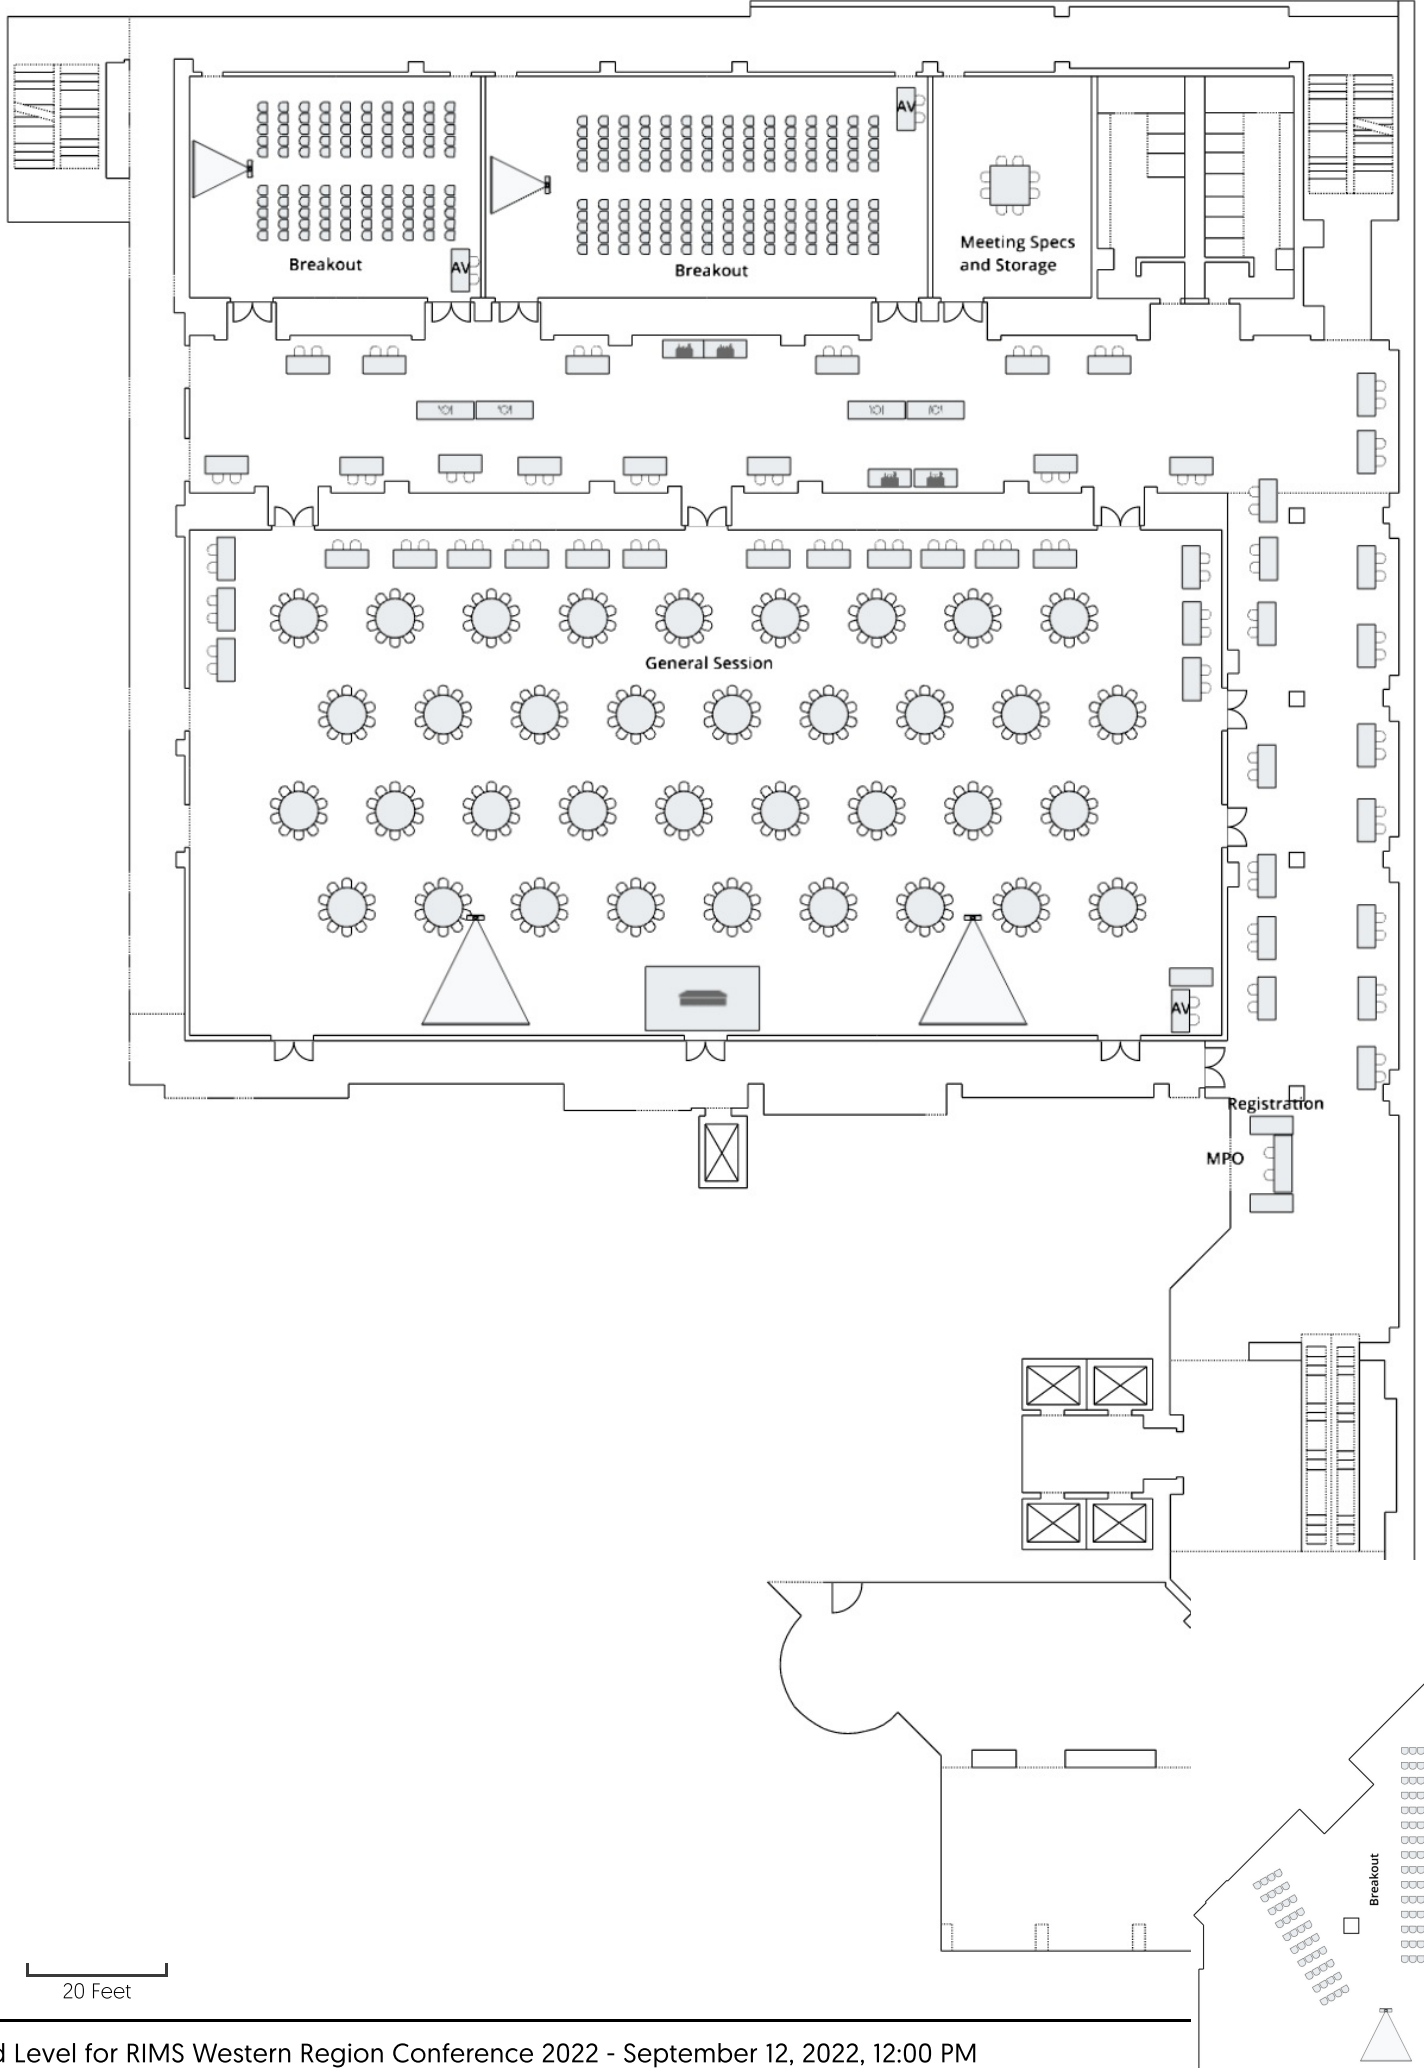 AV
Meeting Specs
and Storage
Breakout
AV
Breakout
General Session
AV
Registration
MPO
Breakout
20 Feet
Level for RIMS Western Region Conference 2022 - September 12, 2022, 12:00 PM